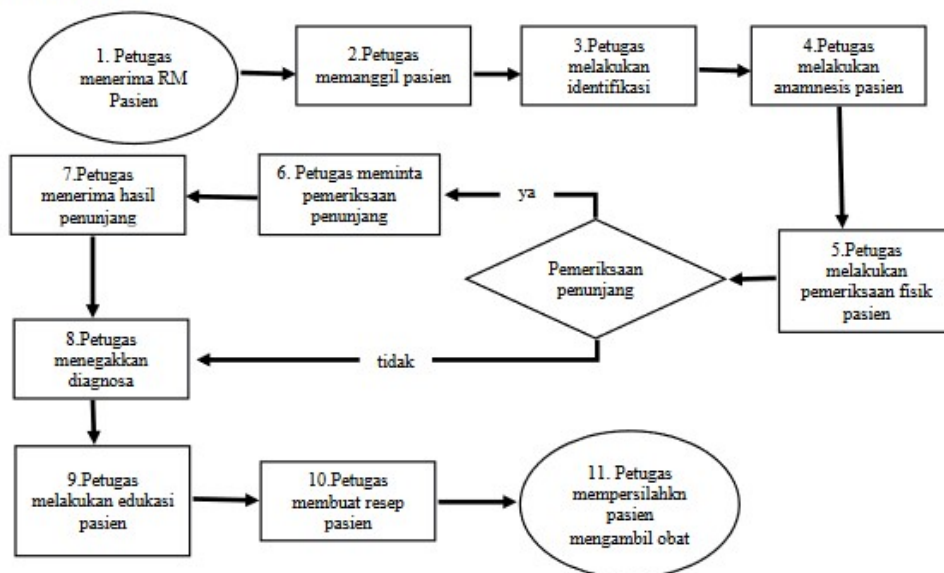 1. Petugas
menerima RM
Pasien
2.Petugas
memanggil pasien
3.Petugas
melakukan
identifikasi
4.Petugas
melakukan
anamnesis pasien
5.Petugas
melakukan
pemeriksaan fisik
pasien
Pemeriksaan
penunjang
ya
6. Petugas meminta
pemeriksaan
penunjang
7.Petugas
menerima hasil
penunjang
tidak
8.Petugas
menegakkan
diagnosa
9.Petugas
melakukan edukasi
pasien
10.Petugas
membuat resep
pasien
11. Petugas
mempersilahkn
pasien
mengambil obat